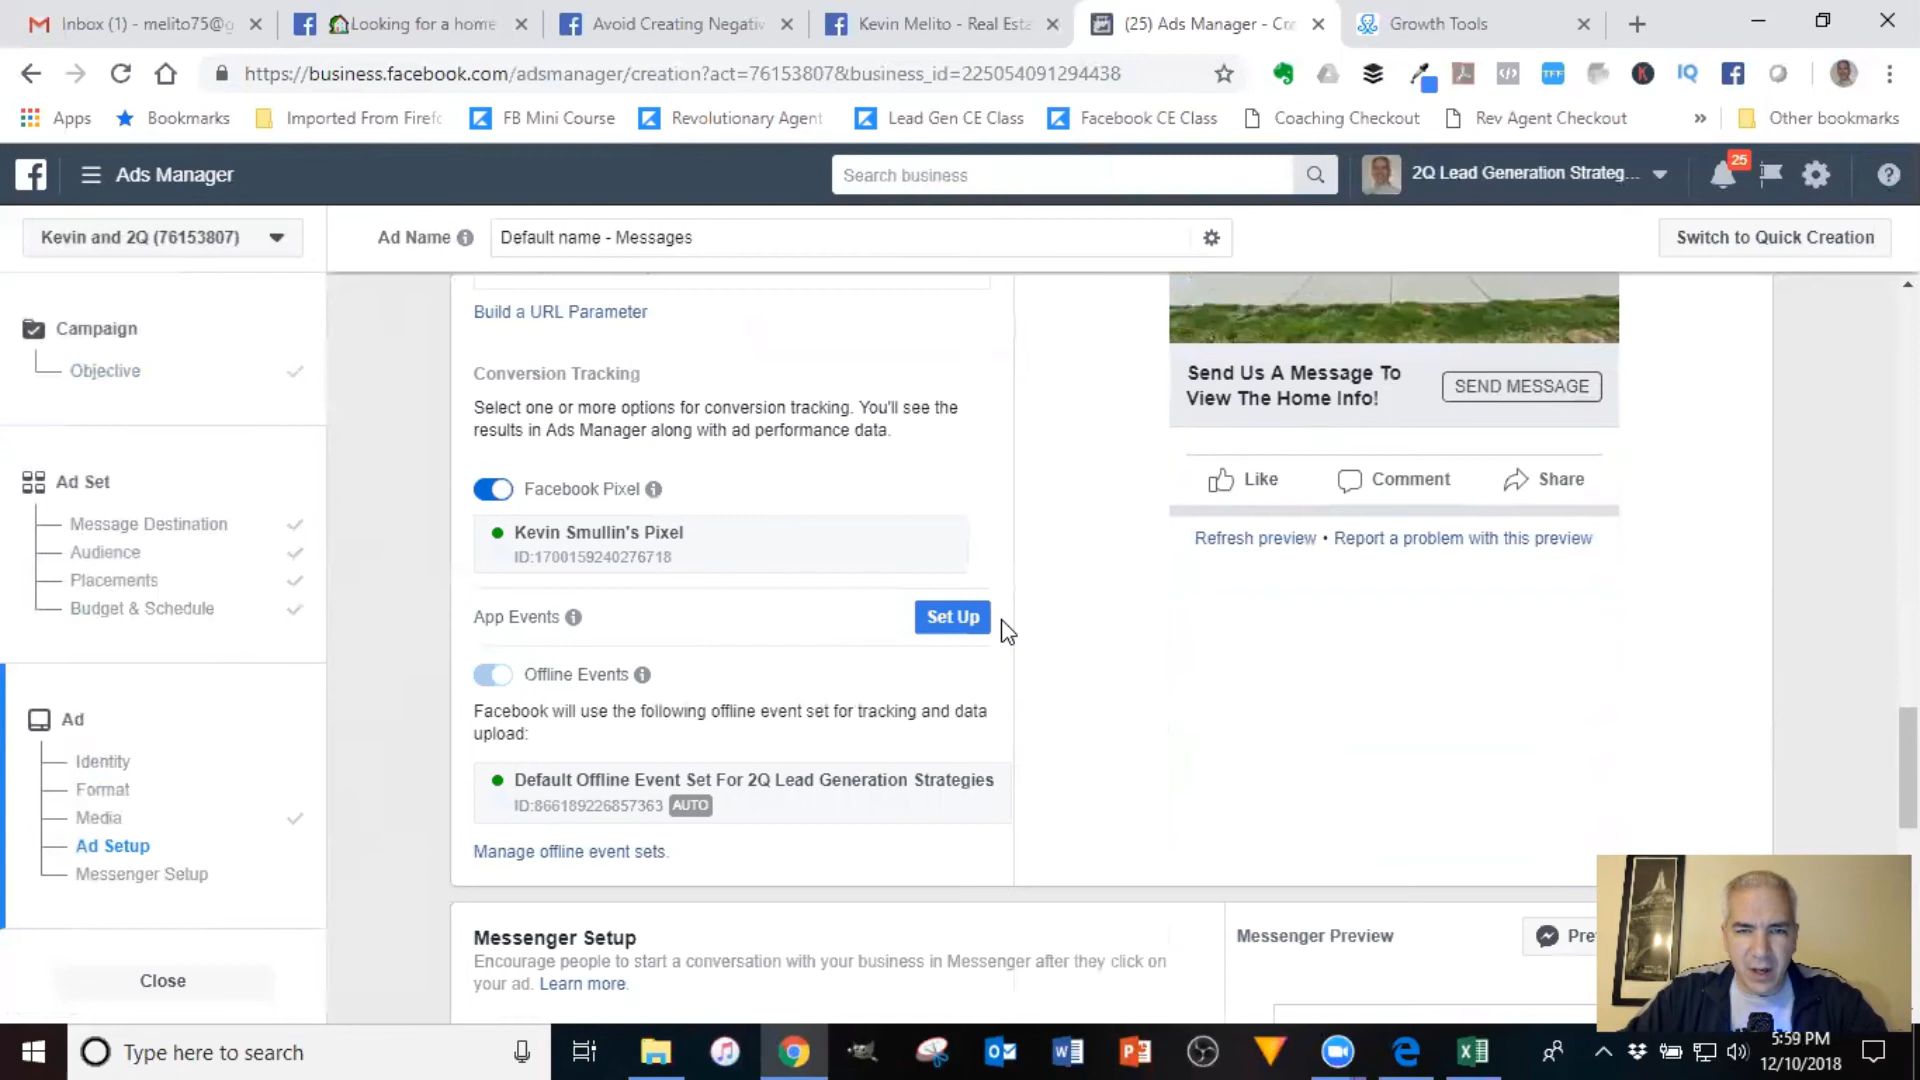 Inbox (1) - melito75@g
Looking for a home
Avoid Creating Negativ
Kevin Melito - Real Esta
(25) Ads Manager - Cre
Growth Tools
https://business.facebook.com/adsmanager/creation?act=76153807&business_id=225054091294438
TFF
IQ
Apps
Bookmarks
Imported From Firefo
FB Mini Course
Revolutionary Agent
Lead Gen CE Class
Facebook CE Class
Coaching Checkout
Rev Agent Checkout
»
Other bookmarks
Ads Manager
Search business
2Q Lead Generation Strateg...
25
Kevin and 2Q (76153807)
Ad Name
Default name - Messages
Switch to Quick Creation
Campaign
Objective
Ad Set
Message Destination
Audience
Placements
Budget & Schedule
Ad
Identity
Format
Media
Ad Setup
Messenger Setup
Close
Build a URL Parameter
Conversion Tracking
Select one or more options for conversion tracking. You'll see the
results in Ads Manager along with ad performance data.
Facebook Pixel
Kevin Smullin's Pixel
ID:1700159240276718
App Events
Set Up
Offline Events
Facebook will use the following offline event set for tracking and data
upload:
Default Offline Event Set For 2Q Lead Generation Strategies
ID:866189226857363 AUTO
Manage offline event sets.
Messenger Setup
Encourage people to start a conversation with your business in Messenger after they click on
your ad. Learn more.
Send Us A Message To
View The Home Info!
SEND MESSAGE
Like
Comment
Share
Refresh preview • Report a problem with this preview
Messenger Preview
Pre
Type here to search
5:59 PM
12/10/2018